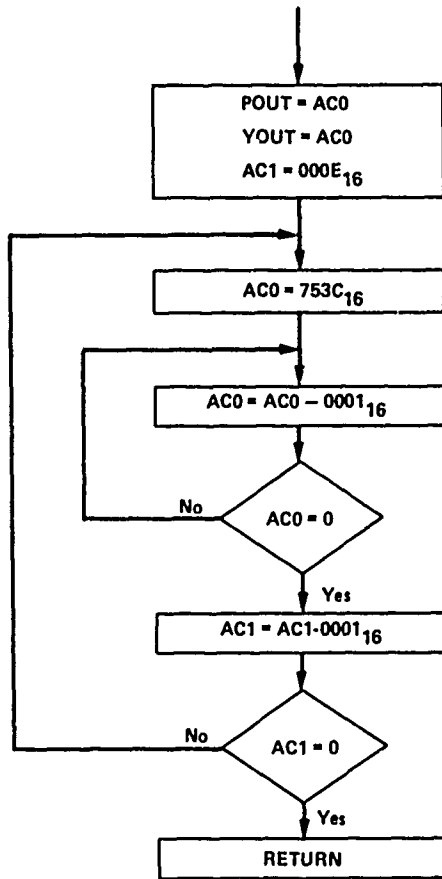 POUT = AC0
YOUT = AC0
AC1 = 000E₁₆
AC0 = 753C₁₆
AC0 = AC0 – 0001₁₆
AC0 = 0
No
Yes
AC1 = AC1-0001₁₆
AC1 = 0
No
Yes
RETURN